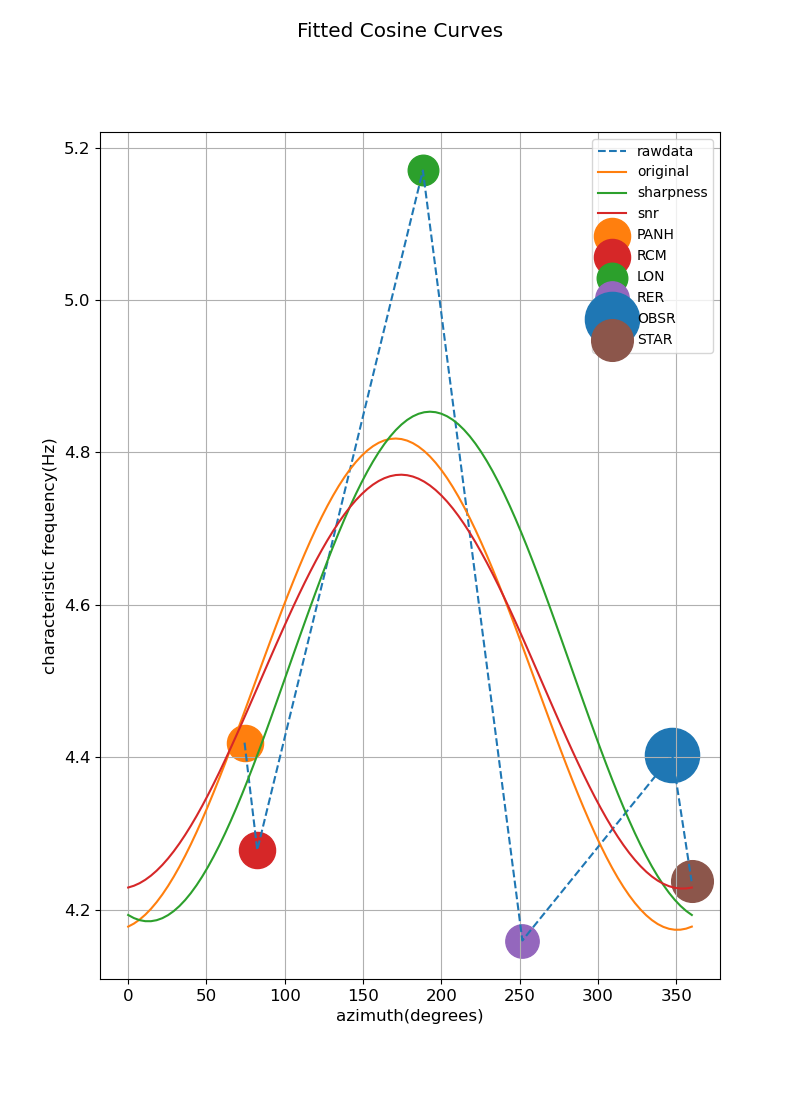 Fitted Cosine Curves
5.2
5.0
4.8
4.6
4.4
4.2
characteristic frequency(Hz)
rawdata
original
sharpness
snr
PANH
RCM
LON
RER
OBSR
STAR
0 50 100 150 200 250 300 350
azimuth(degrees)